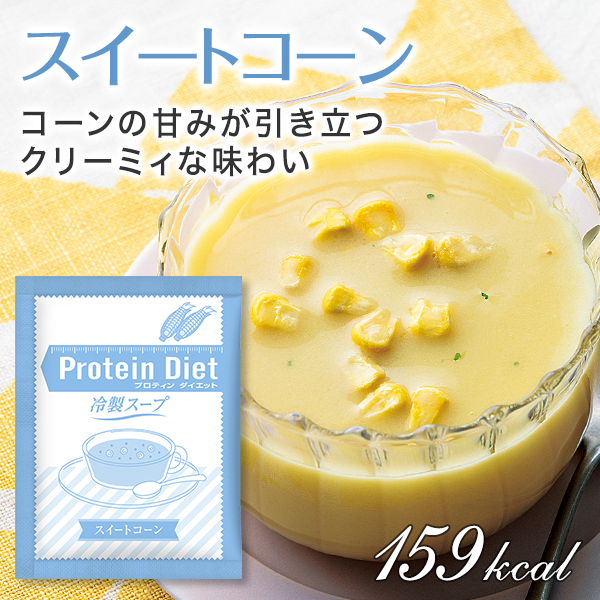 スイートコーン
コーンの甘みが引き立つ
クリーミィな味わい
Protein Diet
プロティン ダイエット
冷製スープ
スイートコーン
159kcal